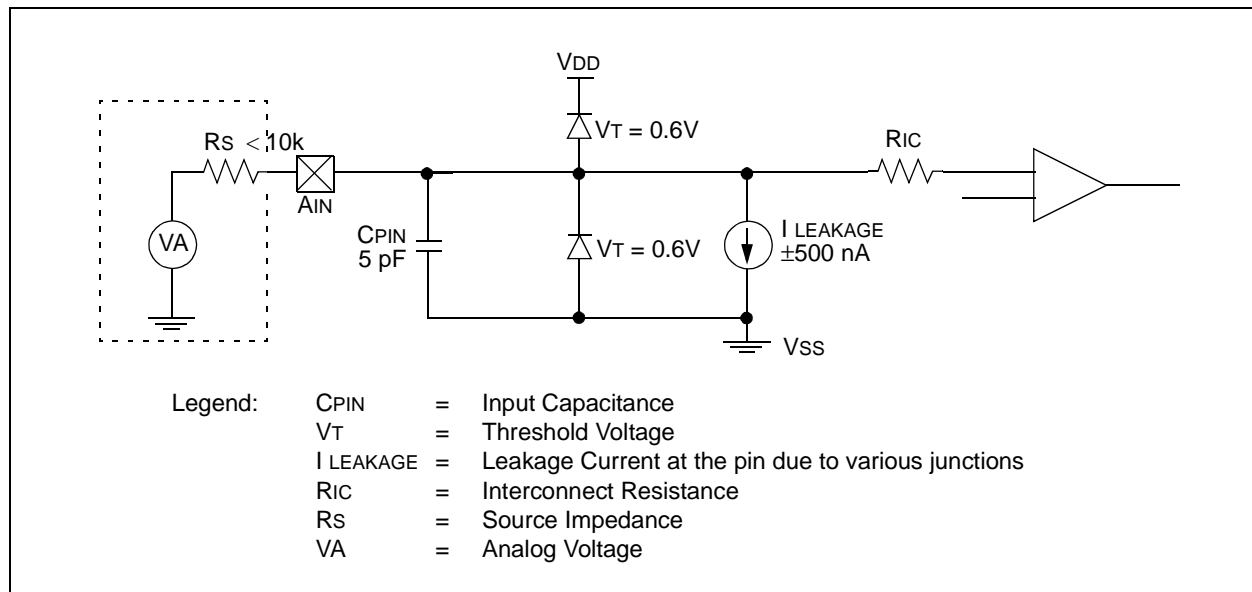 VDD
VT = 0.6V
RS < 10k
RIC
AIN
CPIN
5 pF
VA
VT = 0.6V
I LEAKAGE
±500 nA
VSS
Legend: CPIN = Input Capacitance
VT = Threshold Voltage
I LEAKAGE = Leakage Current at the pin due to various junctions
RIC = Interconnect Resistance
RS = Source Impedance
VA = Analog Voltage